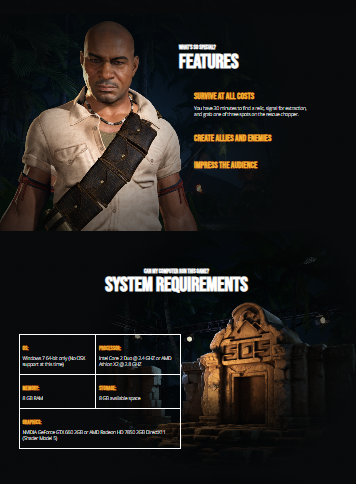 WHAT'S SO SPECIAL?
FEATURES
SURVIVE AT ALL COSTS
You have 30 minutes to find a relic, signal for extraction,
and grab one of three spots on the rescue chopper.
CREATE ALLIES AND ENEMIES
IMPRESS THE AUDIENCE
CAN MY COMPUTER RUN THIS GAME?
SYSTEM REQUIREMENTS
SOS
OS:
Windows 7 64-bit only (No OSX
support at this time)
PROCESSOR:
Intel Core 2 Duo @ 2.4 GHZ or AMD
Athlon X2 @ 2.8 GHZ
MEMORY:
8 GB RAM
STORAGE:
8 GB available space
GRAPHICS:
NVIDIA GeForce GTX 660 2GB or AMD Radeon HD 7850 2GB DirectX11
(Shader Model 5)